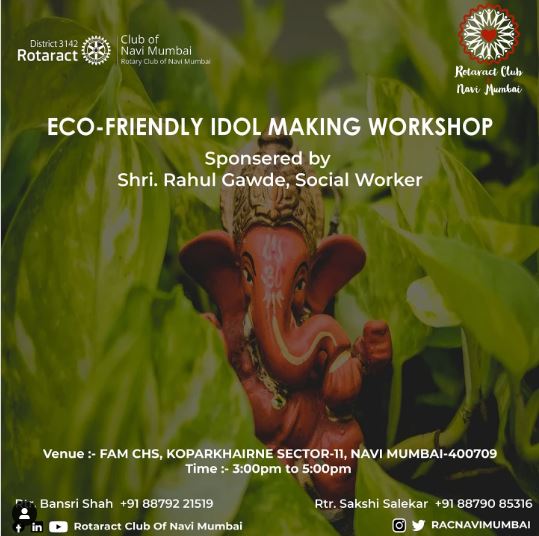 District 3142
Rotaract
Club of
Navi Mumbai
Rotary Club of Navi Mumbai
Rotaract Club
Navi Mumbai
ECO-FRIENDLY IDOL MAKING WORKSHOP
Sponsered by
Shri. Rahul Gawde, Social Worker
Venue :- FAM CHS, KOPARKHAIRNE SECTOR-11, NAVI MUMBAI-400709
Time :- 3:00pm to 5:00pm
Rtr. Bansri Shah +91 88792 21519
Rtr. Sakshi Salekar +91 88790 85316
Rotaract Club Of Navi Mumbai
RACNAVIMUMBAI